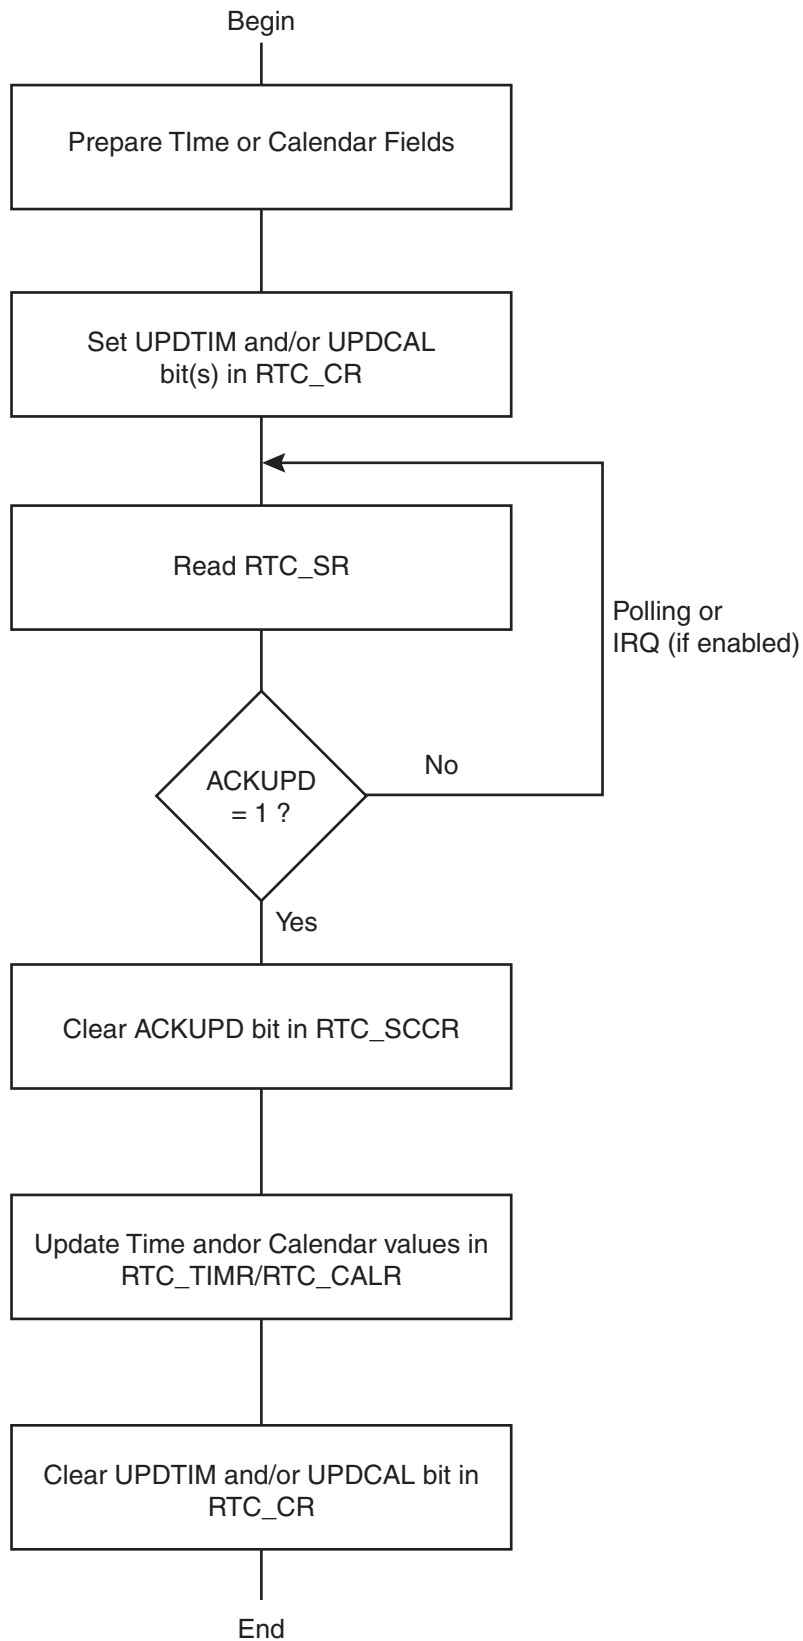 Begin
Prepare TIme or Calendar Fields
Set UPDTIM and/or UPDCAL
bit(s) in RTC_CR
Read RTC_SR
Polling or
IRQ (if enabled)
ACKUPD
= 1 ?
No
Yes
Clear ACKUPD bit in RTC_SCCR
Update Time andor Calendar values in
RTC_TIMR/RTC_CALR
Clear UPDTIM and/or UPDCAL bit in
RTC_CR
End